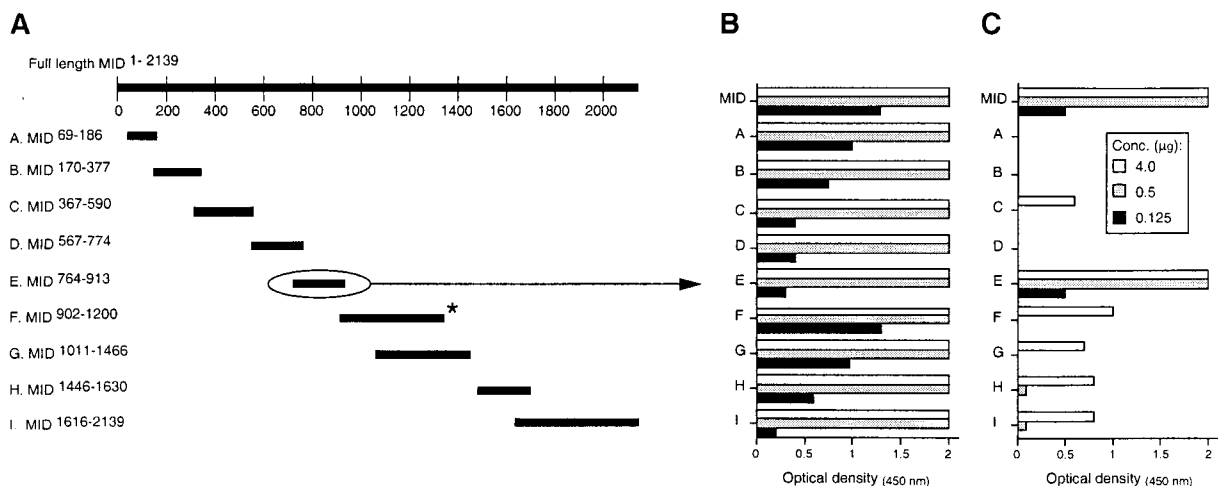 A
Full length MID 1- 2139
0 200 400 600 800 1000 1200 1400 1600 1800 2000
A. MID 69-186
B. MID 170-377
C. MID 367-590
D. MID 567-774
E. MID 764-913
F. MID 902-1200
*
G. MID 1011-1466
H. MID 1446-1630
I. MID 1616-2139
B
MID
A
B
C
D
E
F
G
H
I
0 0.5 1 1.5 2
Optical density (450 nm)
C
MID
A
B
C
D
E
F
G
H
I
Conc. (µg):
4.0
0.5
0.125
0 0.5 1 1.5 2
Optical density (450 nm)